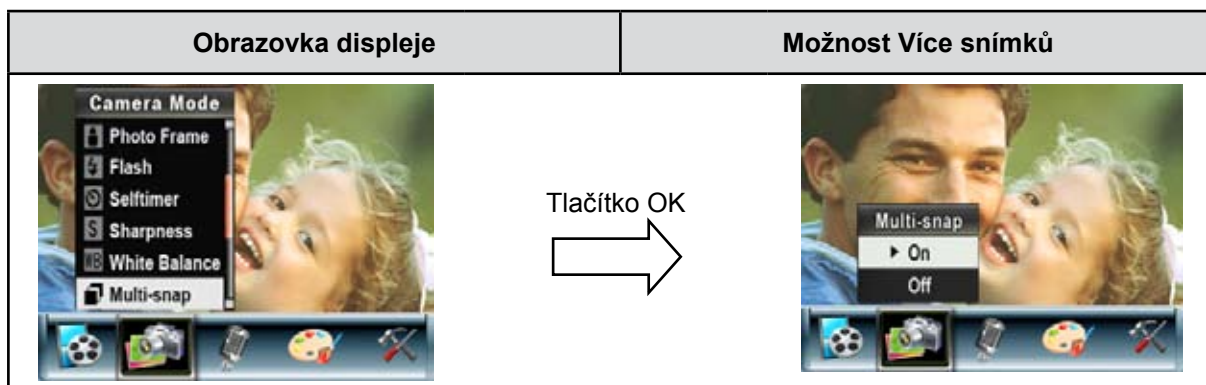 Obrazovka displeje
Možnost Více snímků
Camera Mode
Photo Frame
Flash
Selftimer
S Sharpness
WB White Balance
Multi-snap
Tlačítko OK
Multi-snap
On
Off